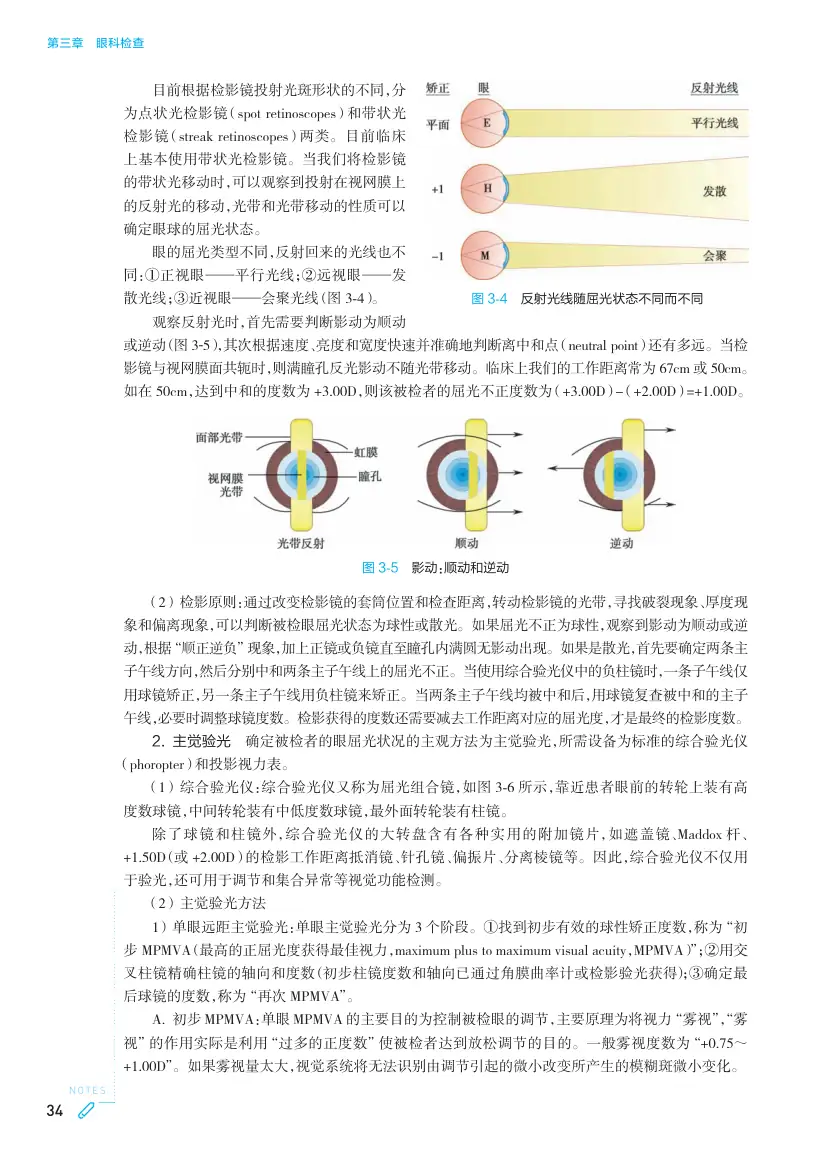 第三章 眼科检查
目前根据检影镜投射光斑形状的不同,分
为点状光检影镜(spot retinoscopes)和带状光
检影镜(streak retinoscopes)两类。目前临床
上基本使用带状光检影镜。当我们将检影镜
的带状光移动时,可以观察到投射在视网膜上
的反射光的移动,光带和光带移动的性质可以
确定眼球的屈光状态。
眼的屈光类型不同,反射回来的光线也不
同:①正视眼——平行光线;②远视眼——发
散光线;③近视眼——会聚光线(图 3-4)。
矫正 眼 反射光线
平面 E 平行光线
+1 H 发散
-1 M 会聚
图 3-4 反射光线随屈光状态不同而不同
观察反射光时,首先需要判断影动为顺动
或逆动(图 3-5),其次根据速度、亮度和宽度快速并准确地判断离中和点(neutral point)还有多远。当检
影镜与视网膜面共轭时,则满瞳孔反光影动不随光带移动。临床上我们的工作距离常为 67cm 或 50cm。
如在 50cm,达到中和的度数为 +3.00D,则该被检者的屈光不正度数为(+3.00D)-(+2.00D)=+1.00D。
面部光带
虹膜
视网膜
光带
瞳孔
光带反射 顺动 逆动
图 3-5 影动:顺动和逆动
(2)检影原则:通过改变检影镜的套筒位置和检查距离,转动检影镜的光带,寻找破裂现象、厚度现
象和偏离现象,可以判断被检眼屈光状态为球性或散光。如果屈光不正为球性,观察到影动为顺动或逆
动,根据“顺正逆负”现象,加上正镜或负镜直至瞳孔内满圆无影动出现。如果是散光,首先要确定两条主
子午线方向,然后分别中和两条主子午线上的屈光不正。当使用综合验光仪中的负柱镜时,一条子午线仅
用球镜矫正,另一条主子午线用负柱镜来矫正。当两条主子午线均被中和后,用球镜复查被中和的主子
午线,必要时调整球镜度数。检影获得的度数还需要减去工作距离对应的屈光度,才是最终的检影度数。
2. 主觉验光 确定被检者的眼屈光状况的主观方法为主觉验光,所需设备为标准的综合验光仪
(phoropter)和投影视力表。
(1)综合验光仪:综合验光仪又称为屈光组合镜,如图 3-6 所示,靠近患者眼前的转轮上装有高
度数球镜,中间转轮装有中低度数球镜,最外面转轮装有柱镜。
除了球镜和柱镜外,综合验光仪的大转盘含有各种实用的附加镜片,如遮盖镜、Maddox 杆、
+1.50D(或 +2.00D)的检影工作距离抵消镜、针孔镜、偏振片、分离棱镜等。因此,综合验光仪不仅用
于验光,还可用于调节和集合异常等视觉功能检测。
(2)主觉验光方法
1)单眼远距主觉验光:单眼主觉验光分为 3 个阶段。①找到初步有效的球性矫正度数,称为“初
步 MPMVA(最高的正屈光度获得最佳视力,maximum plus to maximum visual acuity,MPMVA)”;②用交
叉柱镜精确柱镜的轴向和度数(初步柱镜度数和轴向已通过角膜曲率计或检影验光获得);③确定最
后球镜的度数,称为“再次 MPMVA”。
A. 初步 MPMVA:单眼 MPMVA 的主要目的为控制被检眼的调节,主要原理为将视力“雾视”,“雾
视”的作用实际是利用“过多的正度数”使被检者达到放松调节的目的。一般雾视度数为“+0.75~
+1.00D”。如果雾视量太大,视觉系统将无法识别由调节引起的微小改变所产生的模糊斑微小变化。
NOTES
34